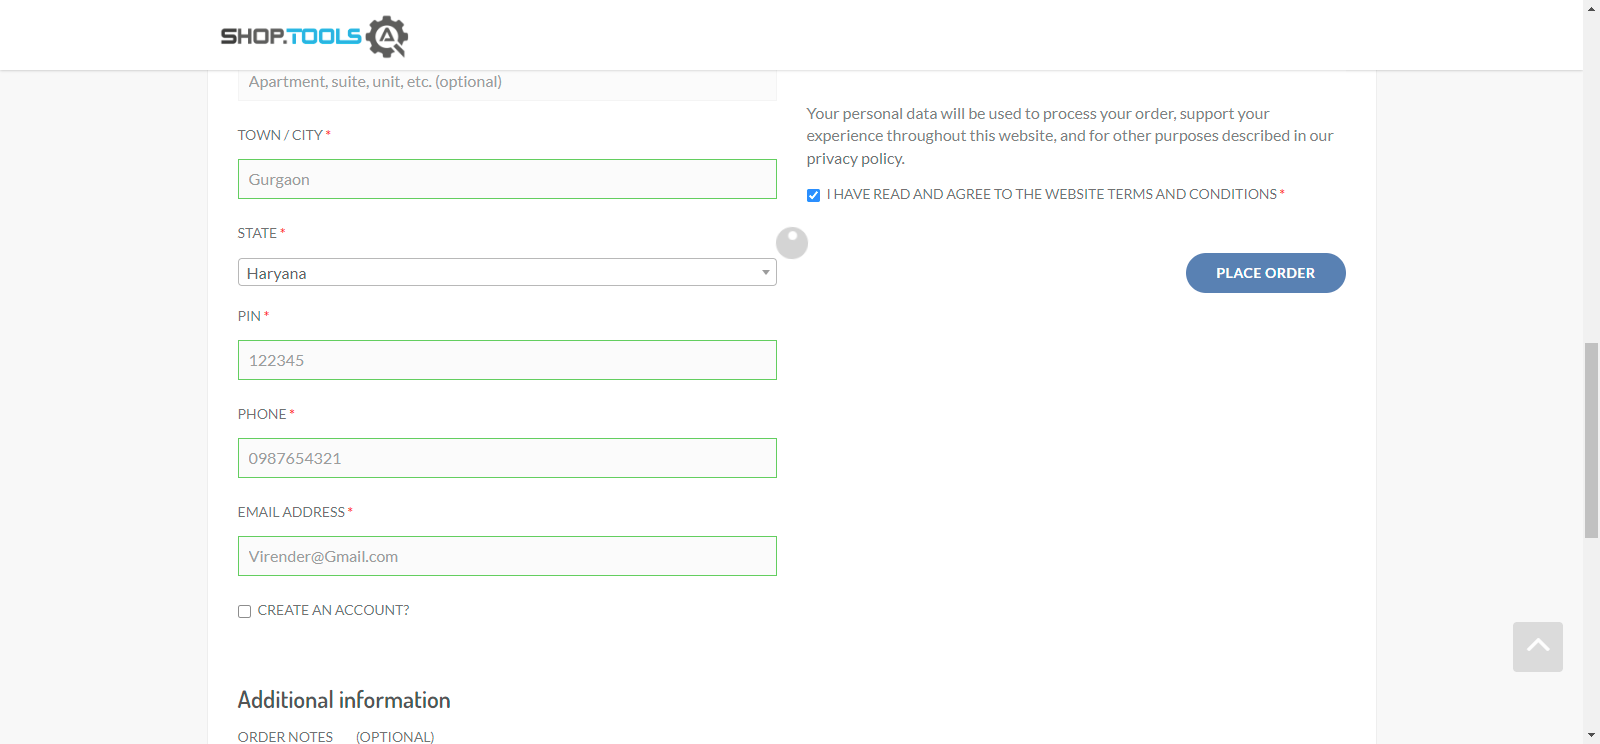 SHOP.TOOLS
Apartment, suite, unit, etc. (optional)
TOWN / CITY *
Gurgaon
STATE *
Haryana
PIN *
122345
PHONE *
0987654321
EMAIL ADDRESS *
Virender@Gmail.com
CREATE AN ACCOUNT?
Additional information
ORDER NOTES (OPTIONAL)
Your personal data will be used to process your order, support your
experience throughout this website, and for other purposes described in our
privacy policy.
I HAVE READ AND AGREE TO THE WEBSITE TERMS AND CONDITIONS *
PLACE ORDER